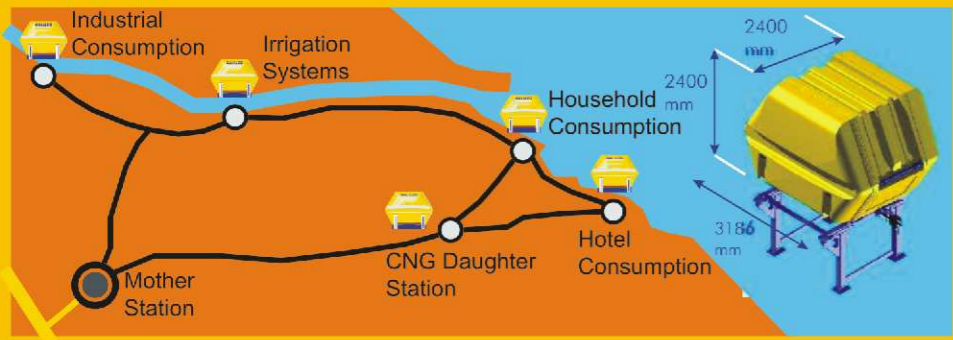 Industrial
Consumption
Irrigation
Systems
Household
Consumption
Hotel
Consumption
CNG Daughter
Station
Mother
Station
2400
mm
2400
mm
3186
mm